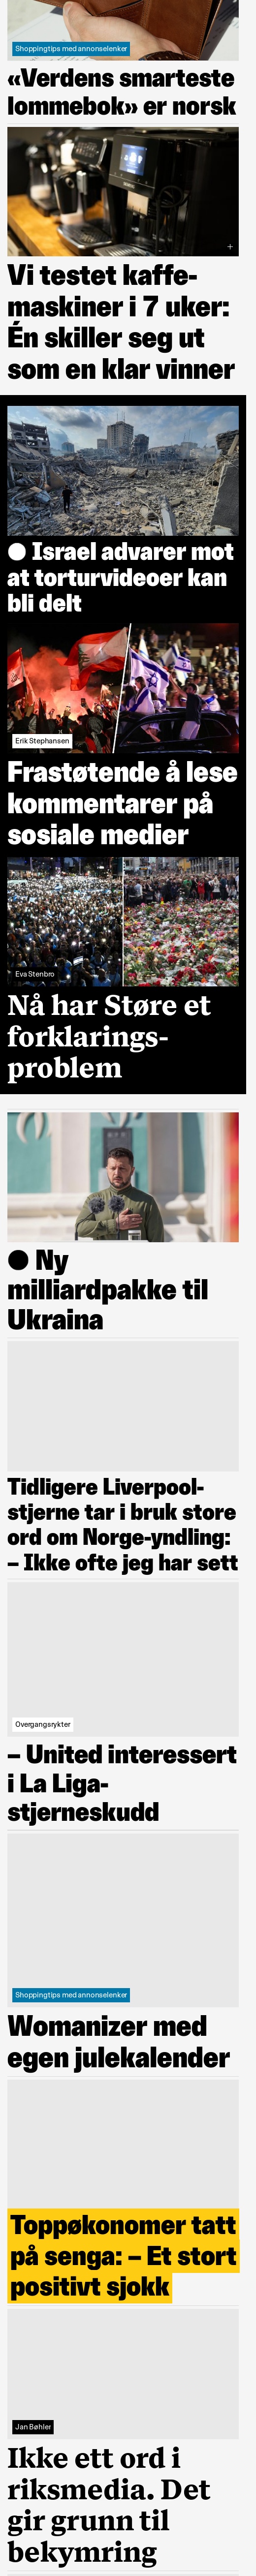 Shoppingtips med annonselenker
«Verdens smarteste
lommebok» er norsk
Vi testet kaffe-
maskiner i 7 uker:
Én skiller seg ut
som en klar vinner
Israel advarer mot
at torturvideoer kan
bli delt
Erik Stephansen
Frastøtende å lese
kommentarer på
sosiale medier
Eva Stenbro
Nå har Støre et
forklarings-
problem
Ny
milliardpakke til
Ukraina
Tidligere Liverpool-
stjerne tar i bruk store
ord om Norge-yndling:
– Ikke ofte jeg har sett
Overgangsrykter
– United interessert
i La Liga-
stjerneskudd
Shoppingtips med annonselenker
Womanizer med
egen julekalender
Toppøkonomer tatt
på senga: – Et stort
positivt sjokk
Jan Bøhler
Ikke ett ord i
riksmedia. Det
gir grunn til
bekymring